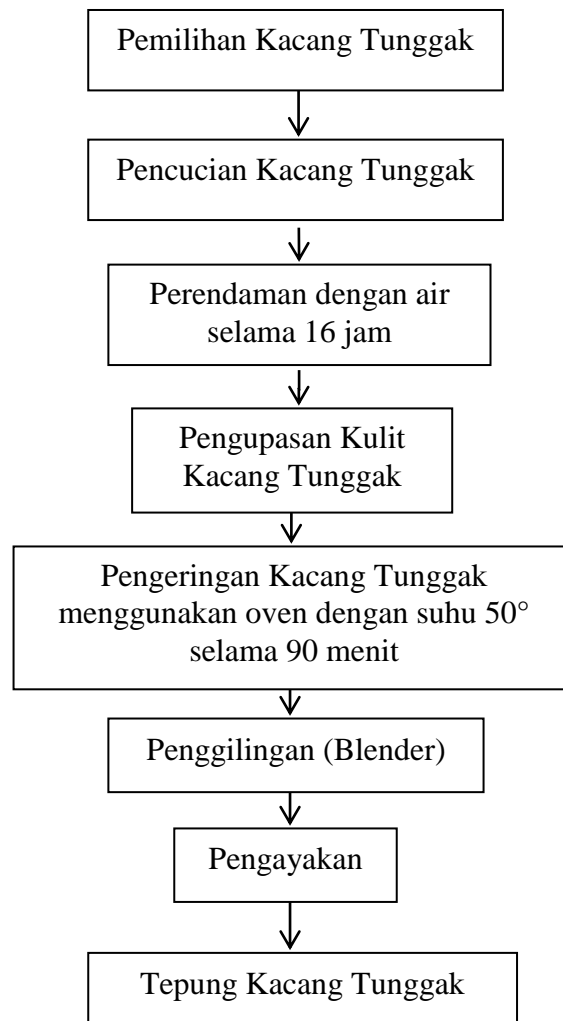 Pemilihan Kacang Tunggak
Pencucian Kacang Tunggak
Perendaman dengan air
selama 16 jam
Pengupasan Kulit
Kacang Tunggak
Pengeringan Kacang Tunggak
menggunakan oven dengan suhu 50°
selama 90 menit
Penggilingan (Blender)
Pengayakan
Tepung Kacang Tunggak